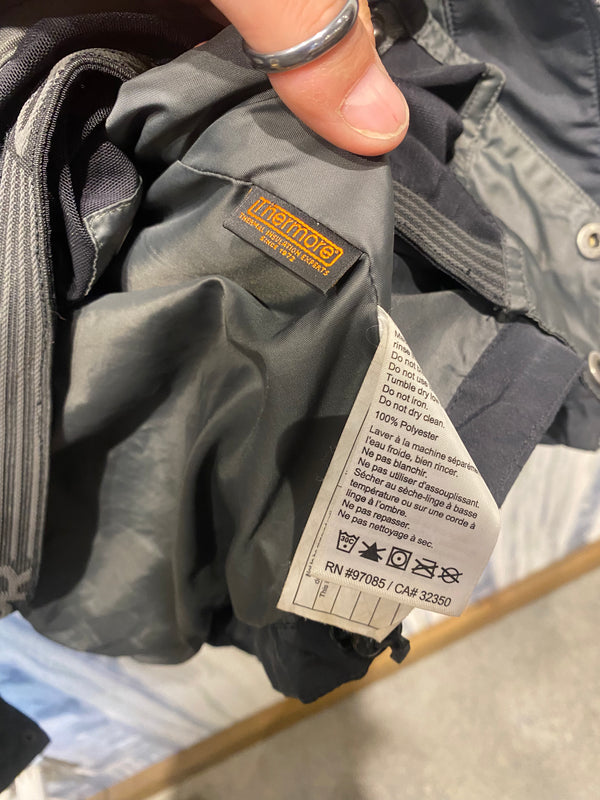 Thermore
THERMAL INSULATION EXPERTS
SINCE 1972
rinse
Do not
Do not use
Tumble dry low
Do not iron.
Do not dry clean.
100% Polyester
Laver à la machine séparém
l'eau froide, bien rincer.
Ne pas blanchir.
Ne pas utiliser d'assouplissant.
Sécher au sèche-linge à basse
température ou sur une corde à
linge à l'ombre.
Ne pas repasser.
Ne pas nettoyage à sec.
30C
RN #97085 / CA# 32350